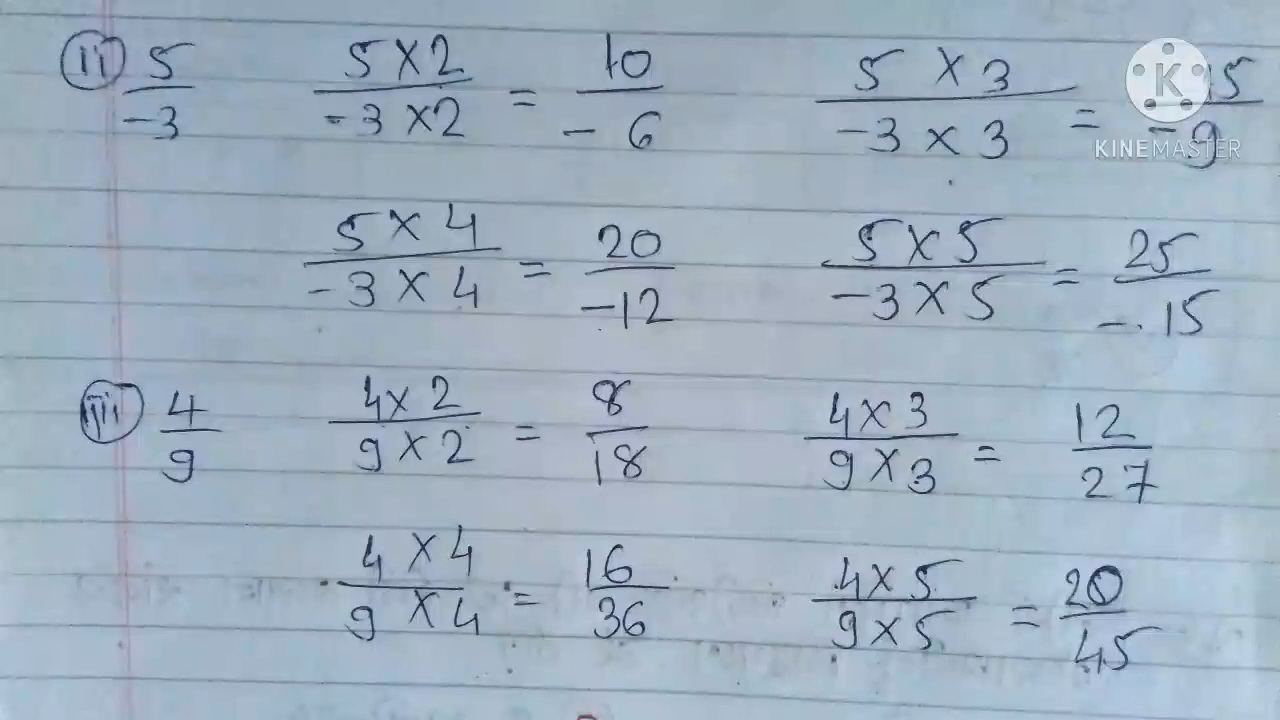 (ii) 5/-3   5 × 2/-3 × 2 = 10/-6   5 × 3/-3 × 3 = 15/-9
K
KINEMASTER
5 × 4/-3 × 4 = 20/-12   5 × 5/-3 × 5 = 25/-15
(iii) 4/9   4 × 2/9 × 2 = 8/18   4 × 3/9 × 3 = 12/27
4 × 4/9 × 4 = 16/36   4 × 5/9 × 5 = 20/45